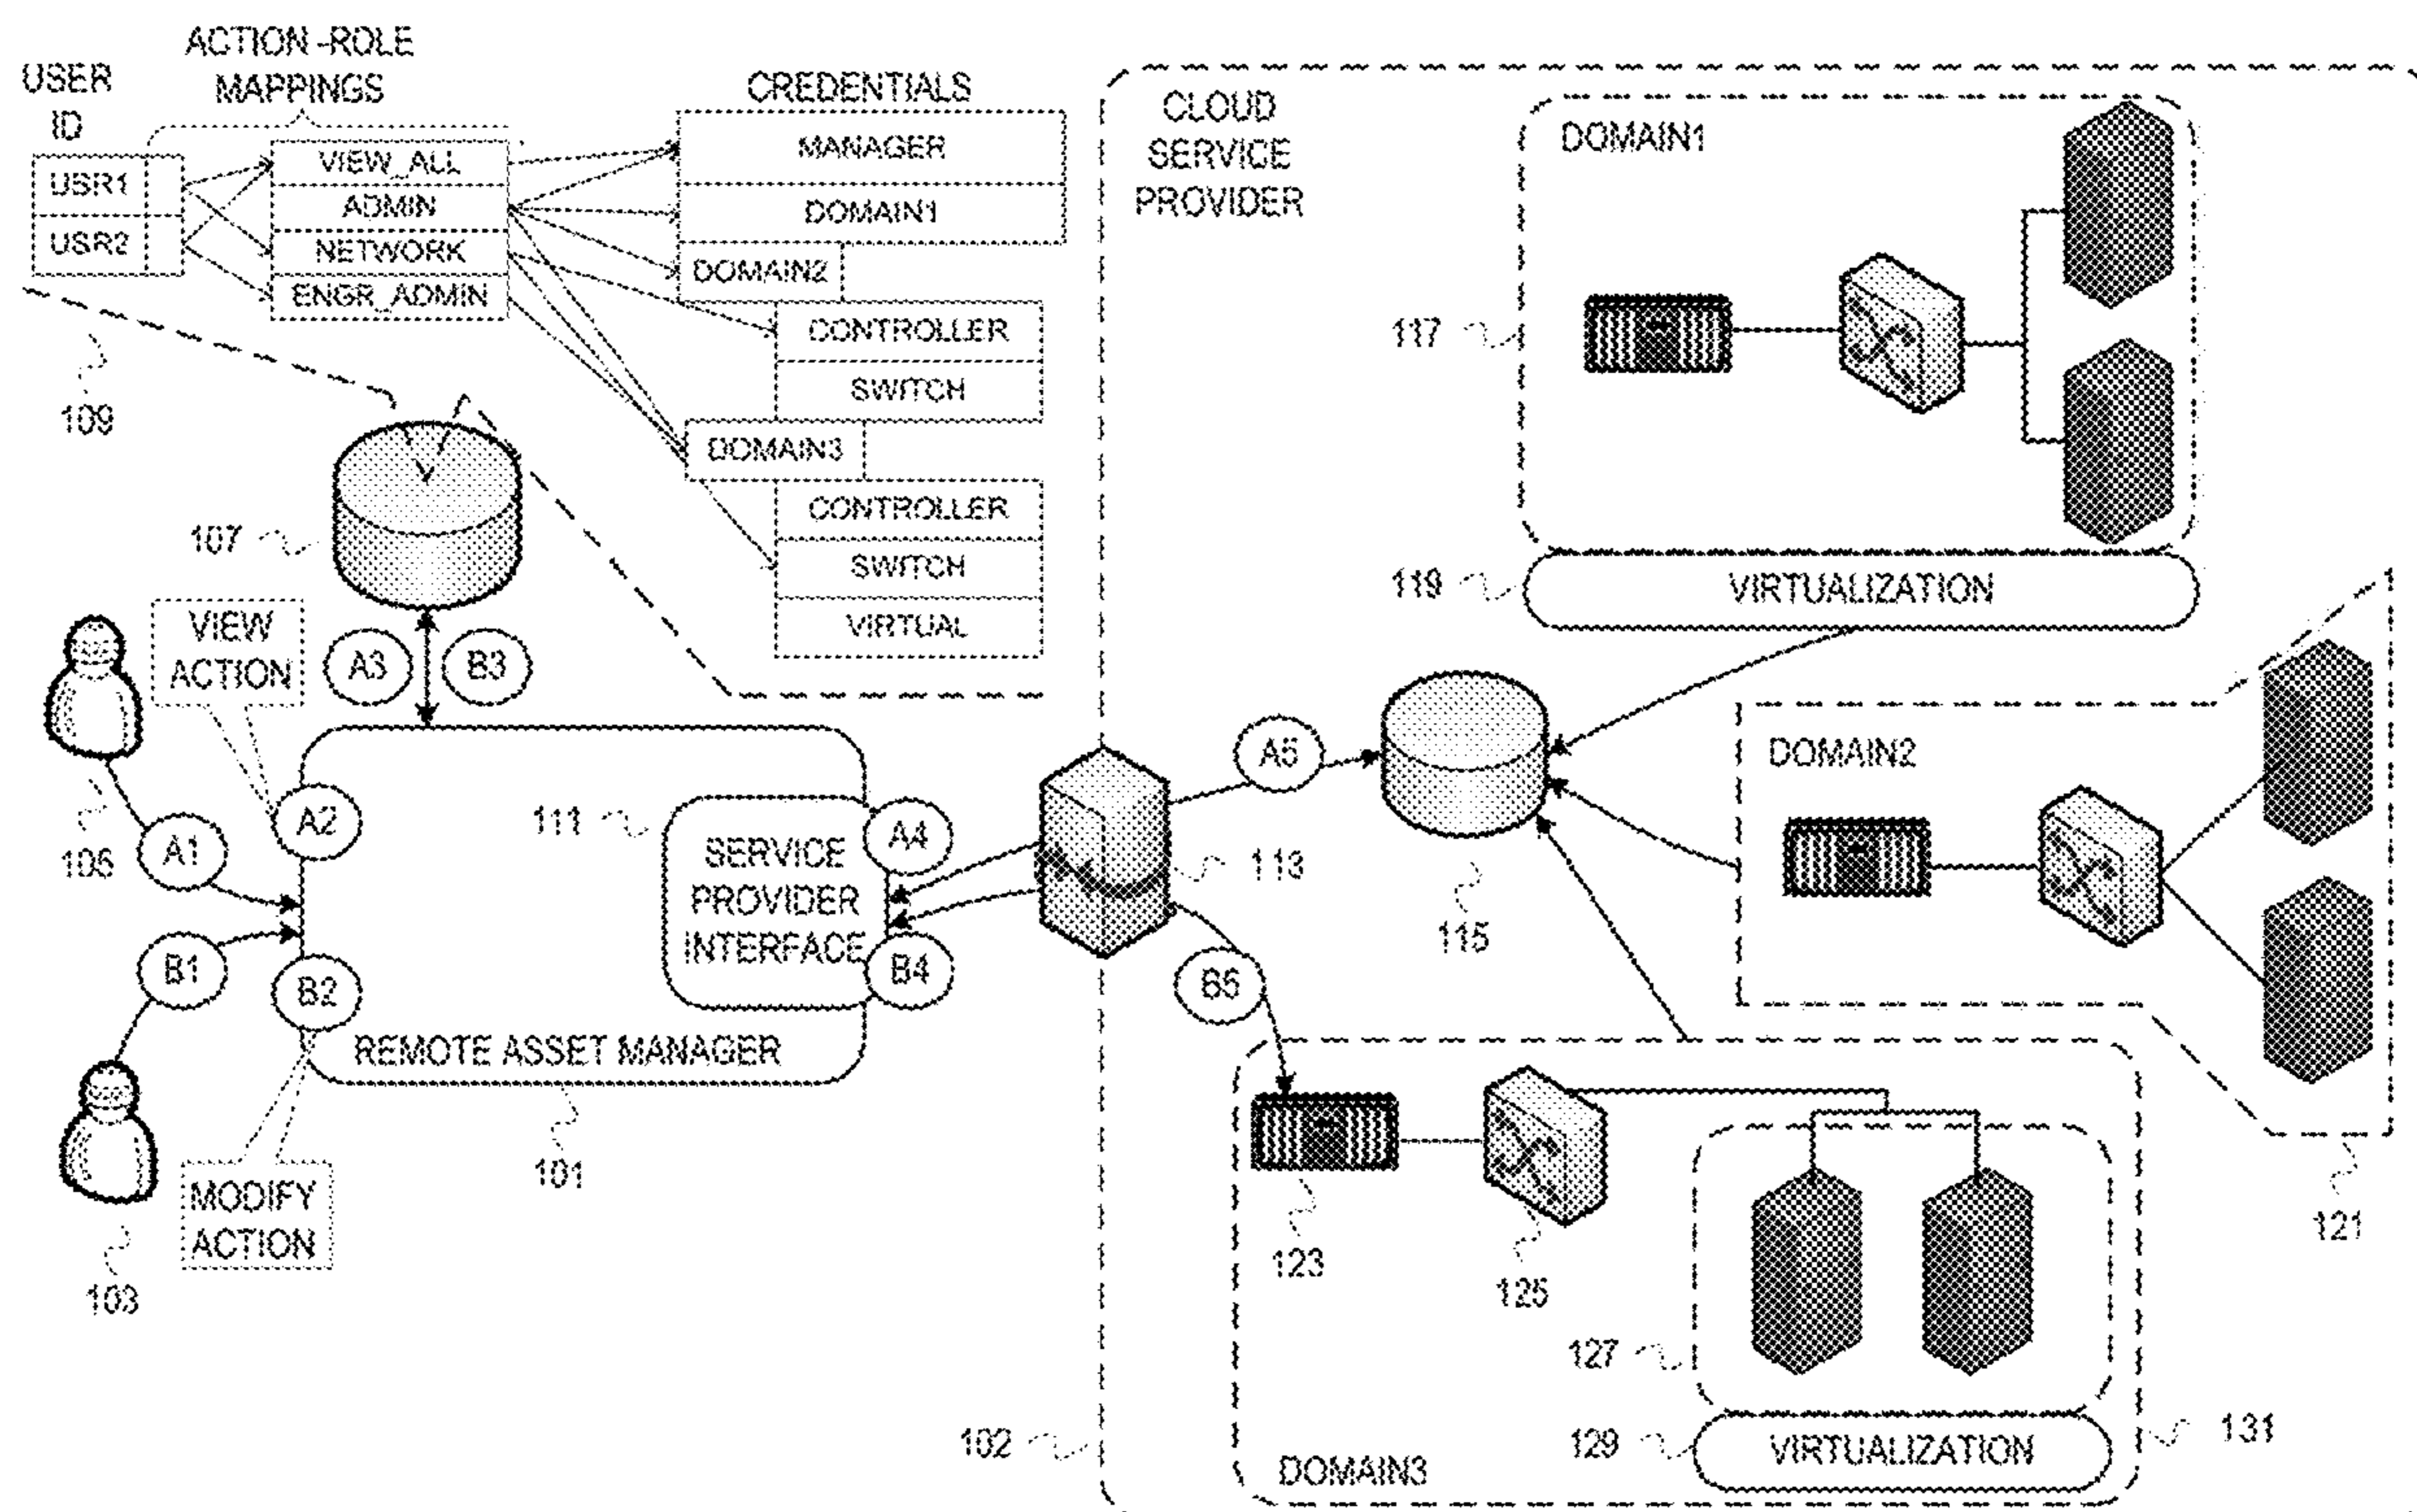 USER
ID
ACTION -ROLE
MAPPINGS
CREDENTIALS
USR1
USR2
VIEW_ALL
ADMIN
NETWORK
ENGR_ADMIN
MANAGER
DOMAIN1
DOMAIN2
CONTROLLER
SWITCH
DOMAIN3
CONTROLLER
SWITCH
VIRTUAL
109
107
VIEW
ACTION
A3
B3
A2
A1
105
B1
B2
111
SERVICE
PROVIDER
INTERFACE
A4
B4
REMOTE ASSET MANAGER
101
MODIFY
ACTION
103
CLOUD
SERVICE
PROVIDER
DOMAIN1
117
119
VIRTUALIZATION
A5
113
115
B5
DOMAIN2
121
123
125
127
129
VIRTUALIZATION
131
DOMAIN3
102